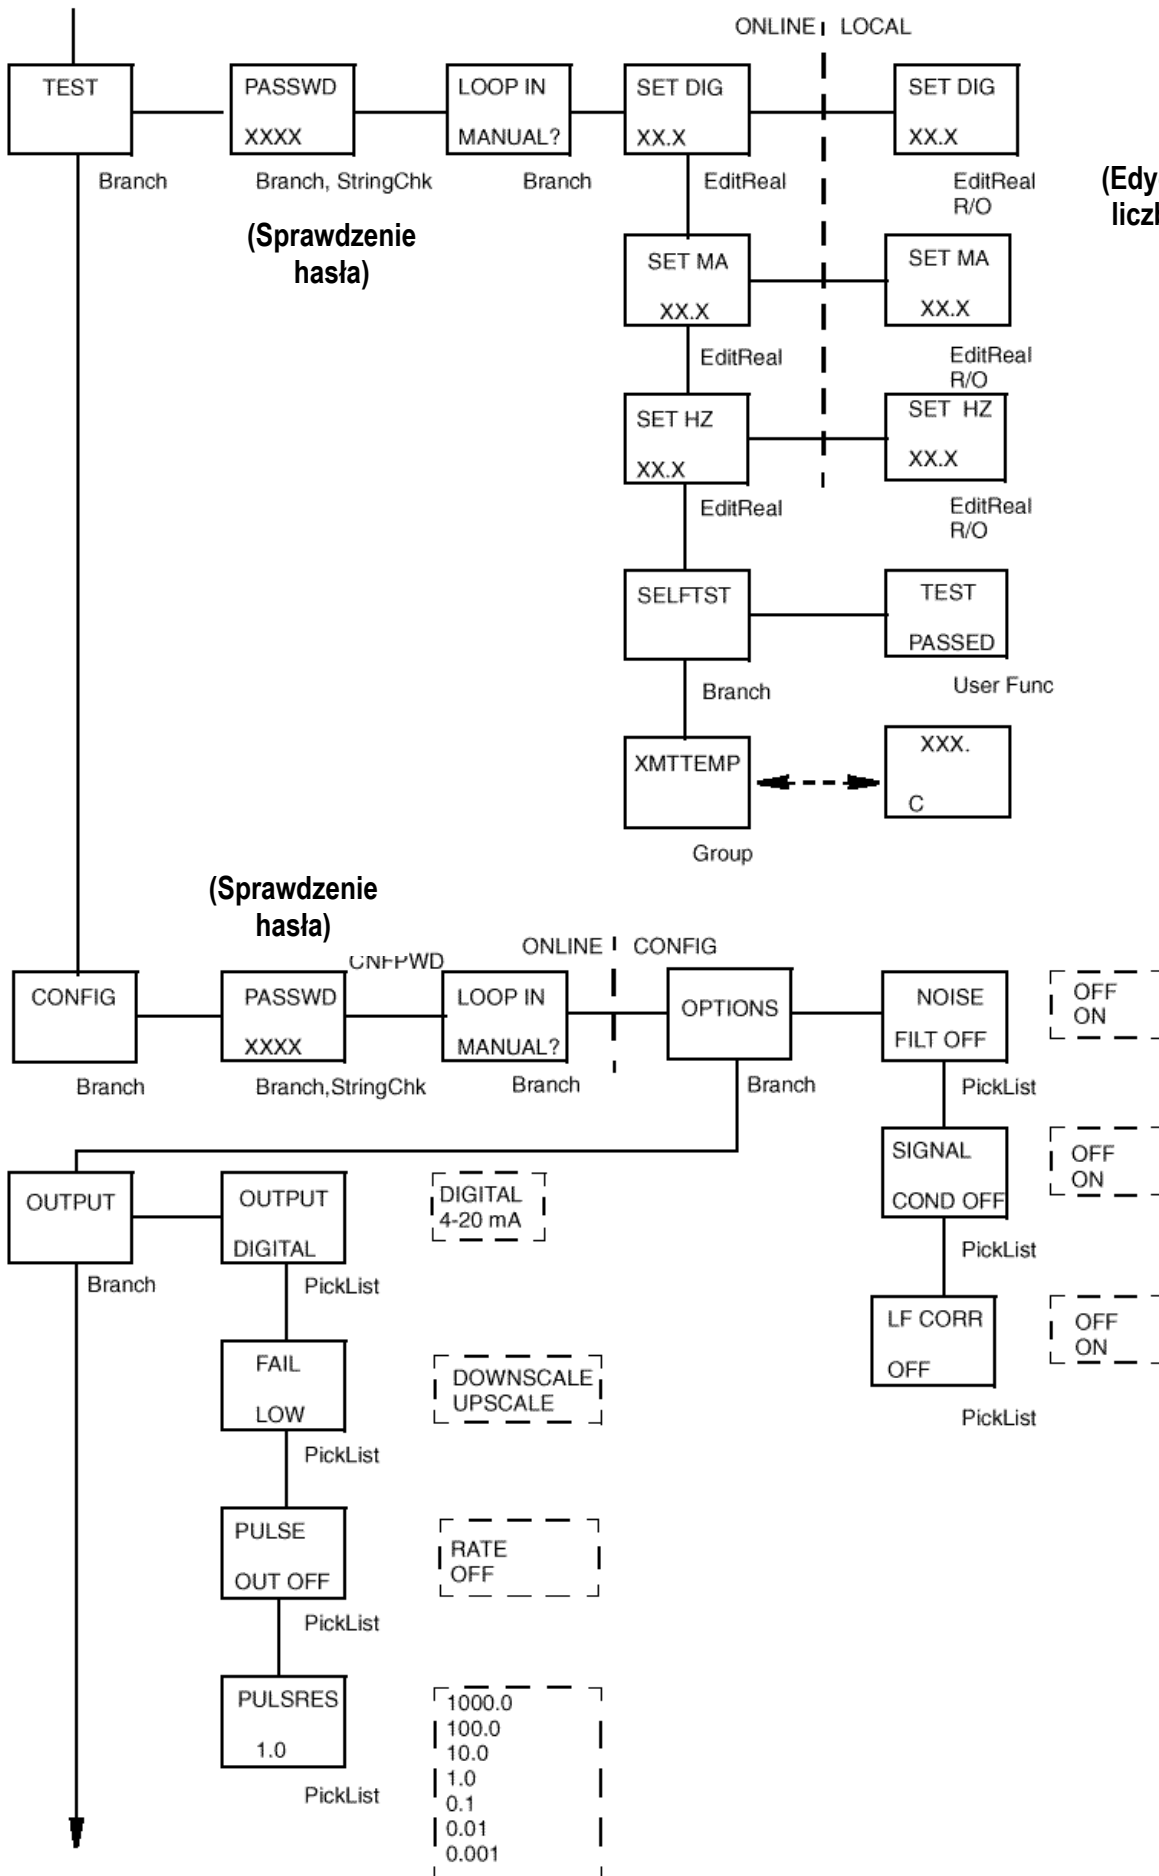 ONLINE LOCAL
TEST
PASSWD
XXXX
LOOP IN
MANUAL?
SET DIG
XX.X
SET DIG
XX.X
Branch
Branch, StringChk
Branch
EditReal
EditReal
R/O
(Sprawdzenie
hasła)
SET MA
XX.X
SET MA
XX.X
EditReal
EditReal
R/O
SET HZ
XX.X
SET HZ
XX.X
EditReal
EditReal
R/O
SELFTST
TEST
PASSED
Branch
User Func
XMTTEMP
XXX.
C
Group
(Sprawdzenie
hasła)
ONLINE CONFIG
CNFPWD
CONFIG
PASSWD
XXXX
LOOP IN
MANUAL?
OPTIONS
NOISE
FILT OFF
OFF
ON
Branch
Branch,StringChk
Branch
Branch
PickList
SIGNAL
COND OFF
OFF
ON
PickList
LF CORR
OFF
OFF
ON
PickList
OUTPUT
OUTPUT
DIGITAL
DIGITAL
4-20 mA
Branch
PickList
FAIL
LOW
DOWNSCALE
UPSCALE
PickList
PULSE
OUT OFF
RATE
OFF
PickList
PULSRES
1.0
1000.0
100.0
10.0
1.0
0.1
0.01
0.001
PickList